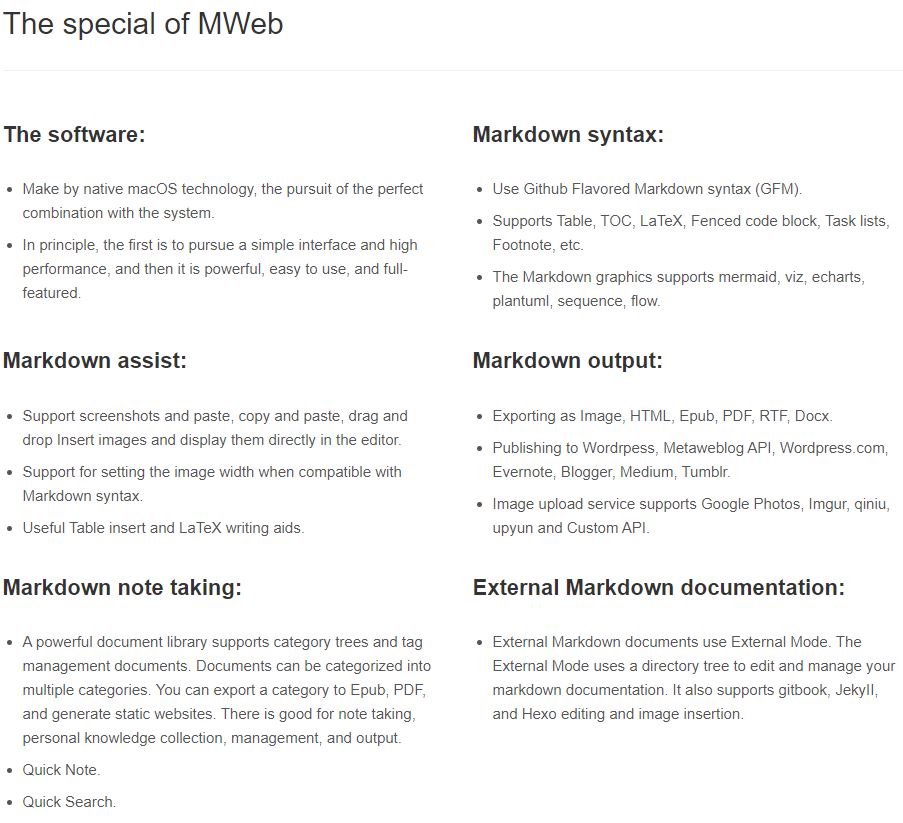 The special of MWeb
The software:
Make by native macOS technology, the pursuit of the perfect
combination with the system.
In principle, the first is to pursue a simple interface and high
performance, and then it is powerful, easy to use, and full-
featured.
Markdown syntax:
Use Github Flavored Markdown syntax (GFM).
Supports Table, TOC, LaTeX, Fenced code block, Task lists,
Footnote, etc.
The Markdown graphics supports mermaid, viz, echarts,
plantuml, sequence, flow.
Markdown assist:
Support screenshots and paste, copy and paste, drag and
drop Insert images and display them directly in the editor.
Support for setting the image width when compatible with
Markdown syntax.
Useful Table insert and LaTeX writing aids.
Markdown output:
Exporting as Image, HTML, Epub, PDF, RTF, Docx.
Publishing to Wordrpess, Metaweblog API, Wordpress.com,
Evernote, Blogger, Medium, Tumblr.
Image upload service supports Google Photos, Imgur, qiniu,
upyun and Custom API.
Markdown note taking:
A powerful document library supports category trees and tag
management documents. Documents can be categorized into
multiple categories. You can export a category to Epub, PDF,
and generate static websites. There is good for note taking,
personal knowledge collection, management, and output.
Quick Note.
Quick Search.
External Markdown documentation:
External Markdown documents use External Mode. The
External Mode uses a directory tree to edit and manage your
markdown documentation. It also supports gitbook, Jekyll,
and Hexo editing and image insertion.